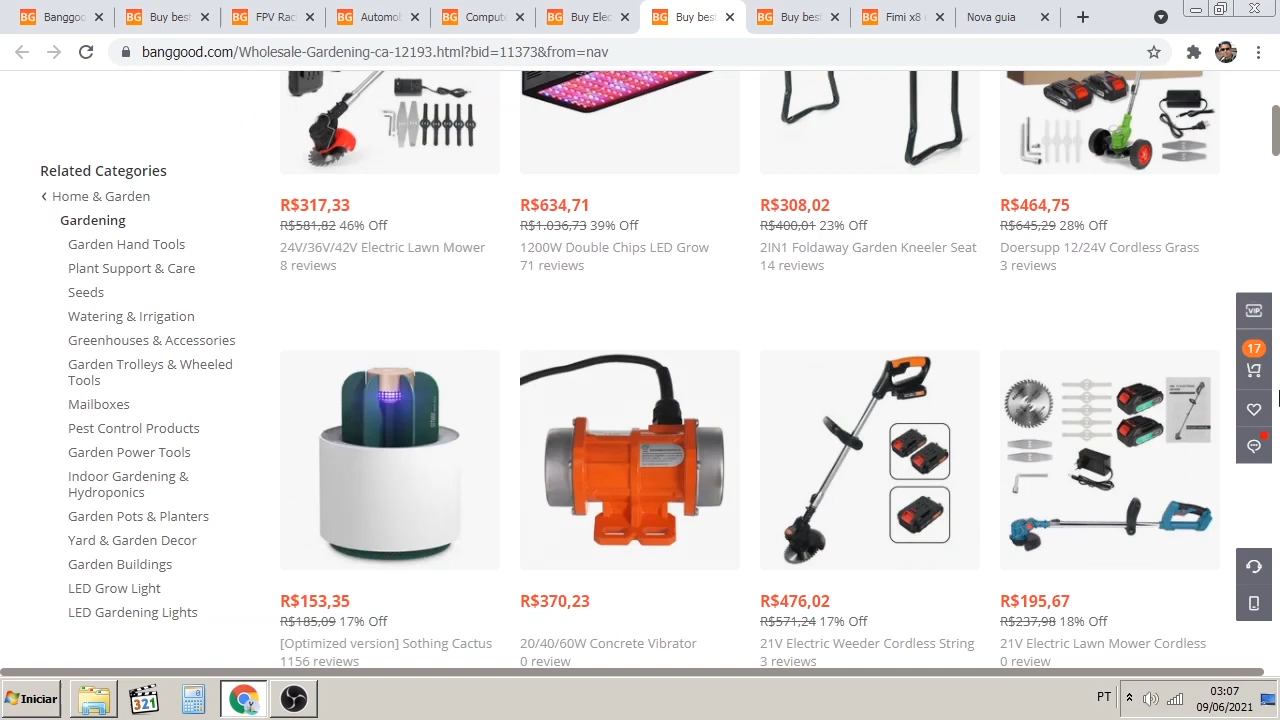 Banggoo
Buy best
FPV Rac
Automob
Compute
Buy Elec
Buy best
Buy best
Fimi x8
Nova guia
banggood.com/Wholesale-Gardening-ca-12193.html?bid=11373&from=nav
Related Categories
Home & Garden
Gardening
Garden Hand Tools
Plant Support & Care
Seeds
Watering & Irrigation
Greenhouses & Accessories
Garden Trolleys & Wheeled
Tools
Mailboxes
Pest Control Products
Garden Power Tools
Indoor Gardening &
Hydroponics
Garden Pots & Planters
Yard & Garden Decor
Garden Buildings
LED Grow Light
LED Gardening Lights
R$317,33
R$581,82 46% Off
24V/36V/42V Electric Lawn Mower
8 reviews
R$634,71
R$1.036,73 39% Off
1200W Double Chips LED Grow
71 reviews
R$308,02
R$400,01 23% Off
2IN1 Foldaway Garden Kneeler Seat
14 reviews
R$464,75
R$645,29 28% Off
Doersupp 12/24V Cordless Grass
3 reviews
R$153,35
R$185,09 17% Off
[Optimized version] Sothing Cactus
1156 reviews
R$370,23
20/40/60W Concrete Vibrator
0 review
R$476,02
R$571,24 17% Off
21V Electric Weeder Cordless String
3 reviews
R$195,67
R$237,98 18% Off
21V Electric Lawn Mower Cordless
0 review
VIP
17
Iniciar
321
PT
03:07
09/06/2021